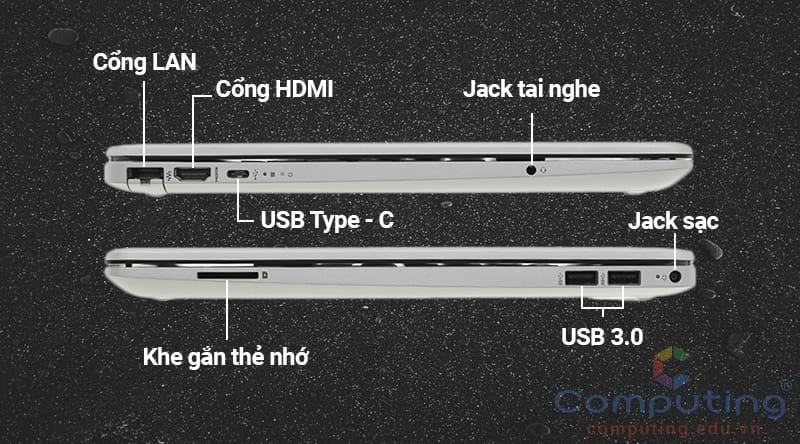 Cổng LAN
Cổng HDMI
Jack tai nghe
USB Type - C
Jack sạc
USB 3.0
Khe gắn thẻ nhớ
Computing®
computing.edu.vn